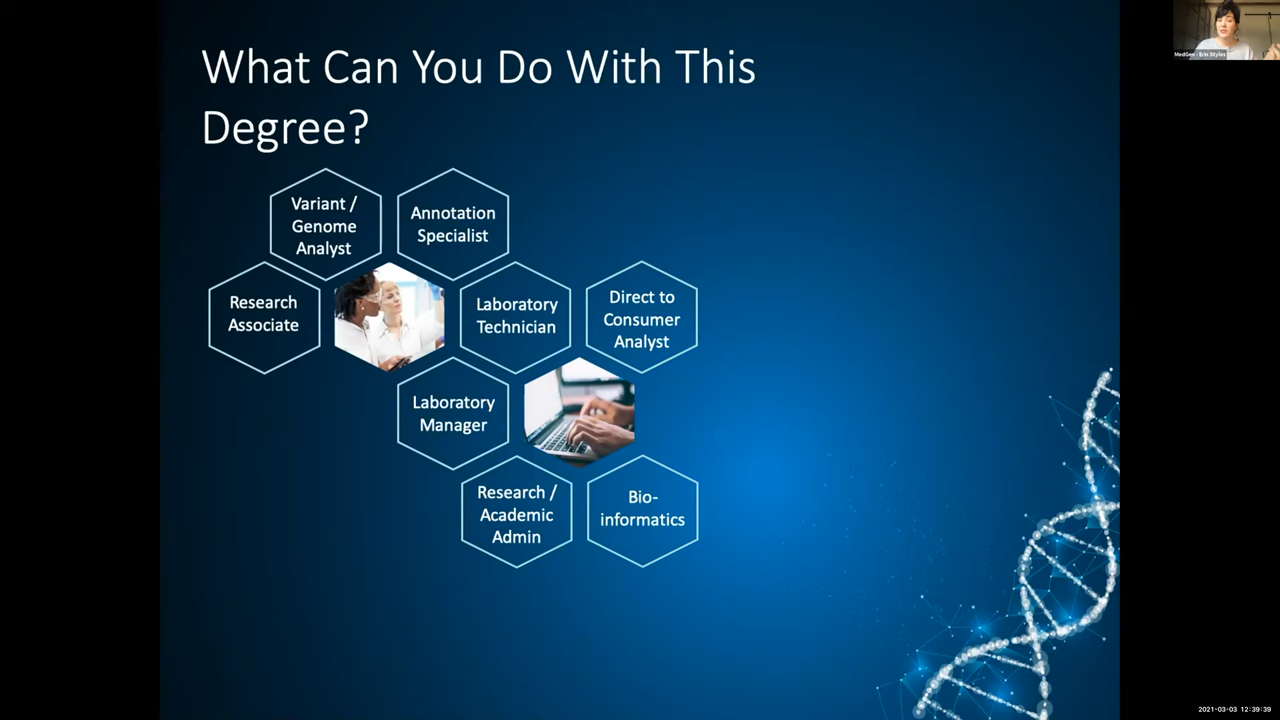 What Can You Do With This
Degree?
Variant /
Genome
Analyst
Annotation
Specialist
Research
Associate
Laboratory
Technician
Direct to
Consumer
Analyst
Laboratory
Manager
Research /
Academic
Admin
Bio-
informatics
MedGen - Erin Styles
2021-03-03 12:39:39